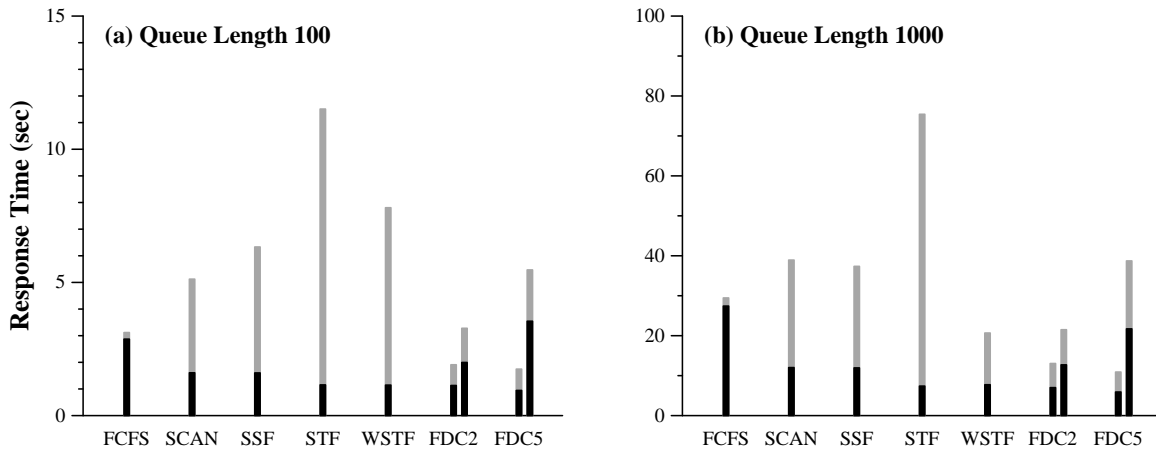 (a) Queue Length 100
Response Time (sec)
15
10
5
0
FCFS SCAN SSF STF WSTF FDC2 FDC5
(b) Queue Length 1000
100
80
60
40
20
0
FCFS SCAN SSF STF WSTF FDC2 FDC5